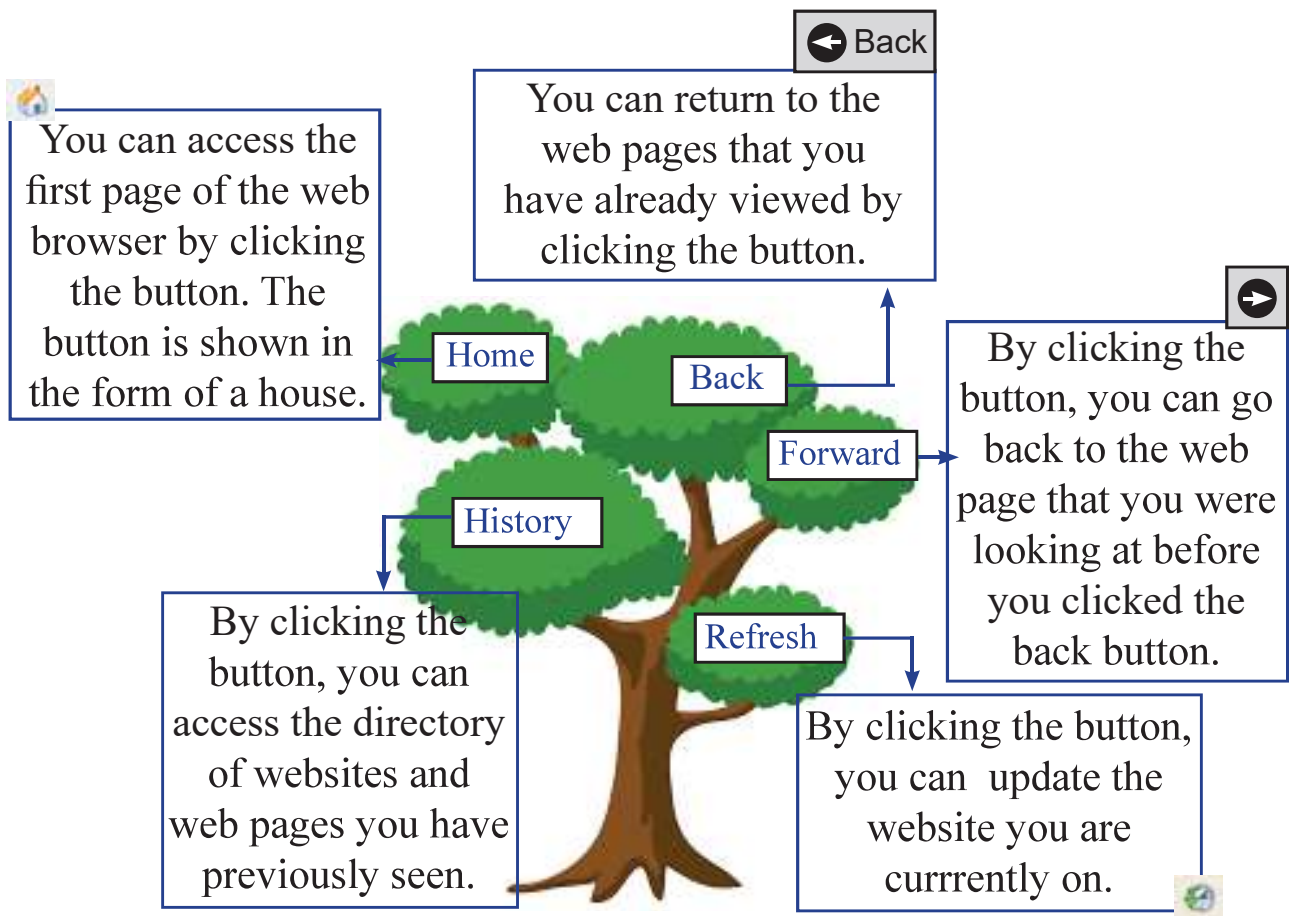 Back
You can return to the
web pages that you
have already viewed by
clicking the button.
You can access the
first page of the web
browser by clicking
the button. The
button is shown in
the form of a house.
Home
Back
Forward
History
Refresh
By clicking the
button, you can go
back to the web
page that you were
looking at before
you clicked the
back button.
By clicking the
button, you can
access the directory
of websites and
web pages you have
previously seen.
By clicking the button,
you can update the
website you are
currrently on.